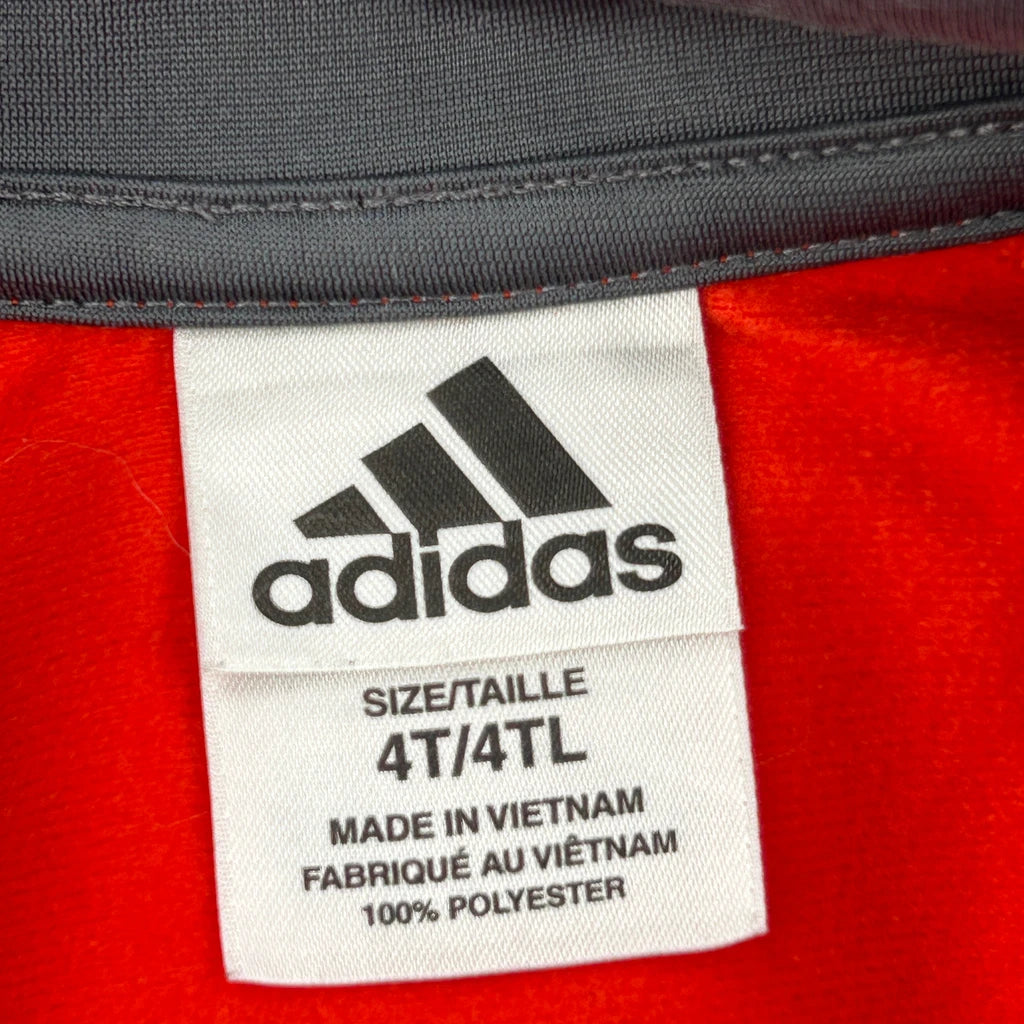 adidas
SIZE/TAILLE
4T/4TL
MADE IN VIETNAM
FABRIQUÉ AU VIÊTNAM
100% POLYESTER